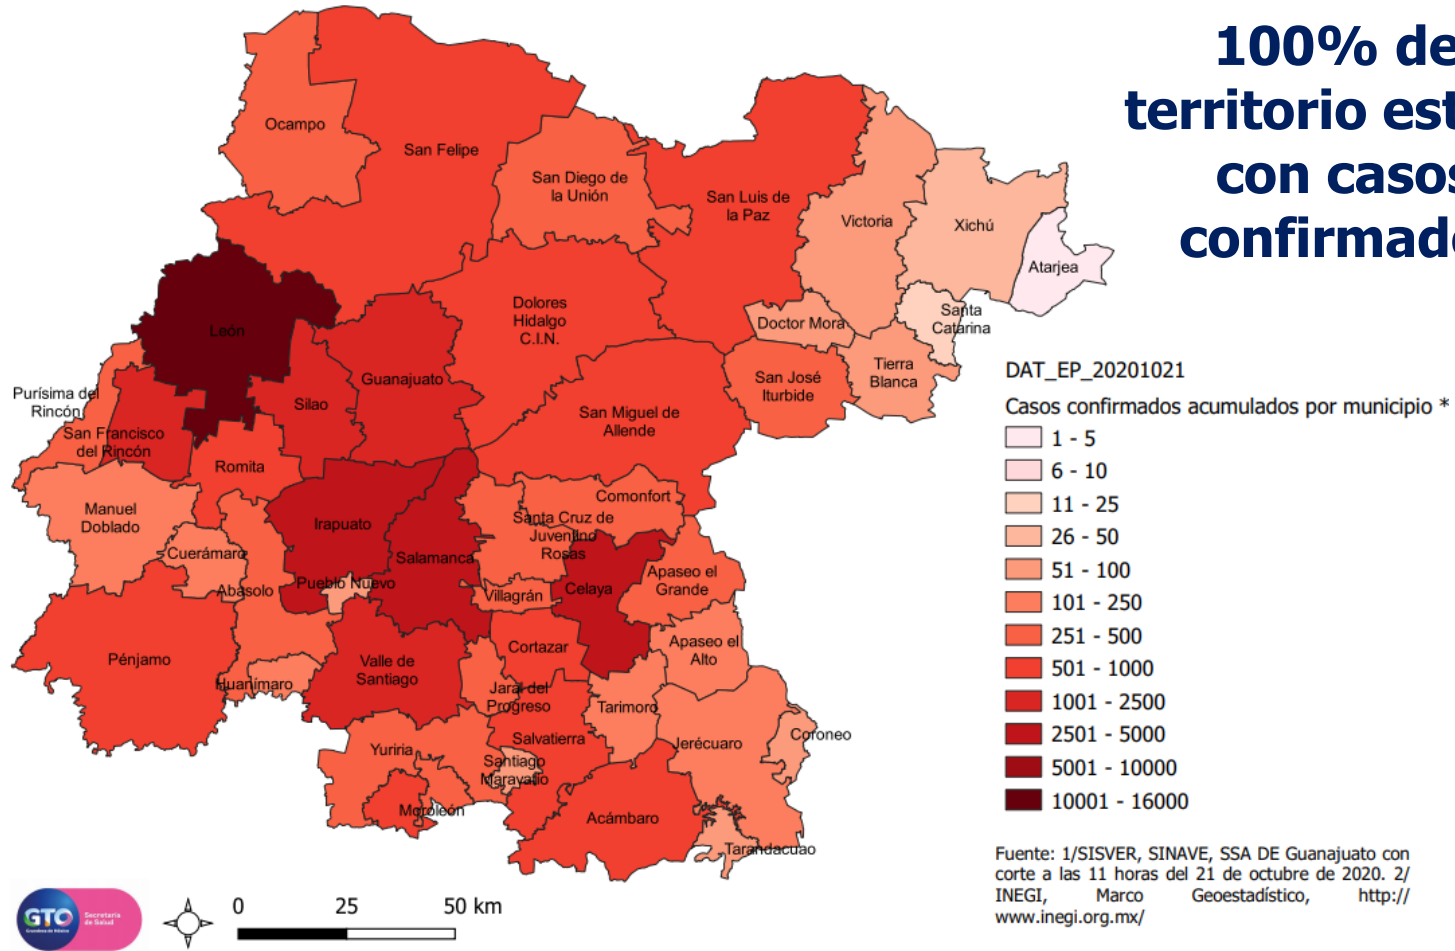 100% de
territorio est
con casos
confirmado
Ocampo
San Felipe
San Diego de
la Unión
San Luis de
la Paz
Victoria
Xichú
Atarjea
León
Dolores
Hidalgo
C.I.N.
Doctor Mora
Santa
Catarina
Tierra
Blanca
San José
Iturbide
Guanajuato
Silao
Purísima del
Rincón
San Francisco
del Rincón
San Miguel de
Allende
Romita
Manuel
Doblado
Irapuato
Comonfort
Santa Cruz de
Juventino
Rosas
Cuerámaro
Salamanca
Abasolo
Pueblo Nuevo
Villagrán
Celaya
Apaseo el
Grande
Pénjamo
Valle de
Santiago
Cortazar
Apaseo el
Alto
Huanímaro
Jaral del
Progreso
Tarimoro
Yuriria
Salvatierra
Jerécuaro
Coroneo
Santiago
Maravatío
Moroleón
Acámbaro
Tarandacuao
DAT_EP_20201021
Casos confirmados acumulados por municipio *
1 - 5
6 - 10
11 - 25
26 - 50
51 - 100
101 - 250
251 - 500
501 - 1000
1001 - 2500
2501 - 5000
5001 - 10000
10001 - 16000
Fuente: 1/SISVER, SINAVE, SSA DE Guanajuato con
corte a las 11 horas del 21 de octubre de 2020. 2/
INEGI, Marco Geoestadístico, http://
www.inegi.org.mx/
GTO
Grandeza de México
Secretaría
de Salud
0 25 50 km